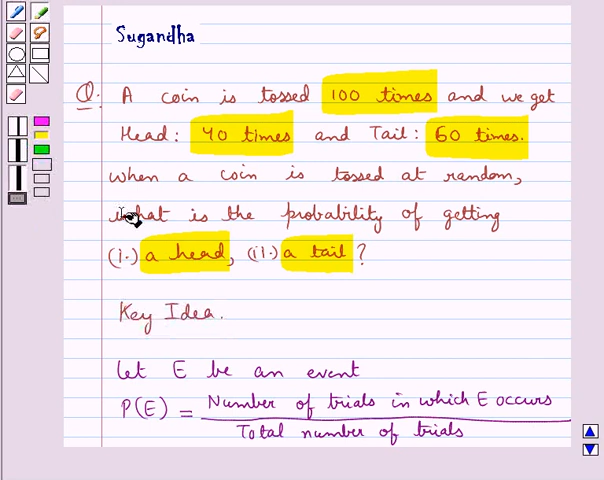 Sugandha
Q: A coin is tossed 100 times and we get
Head: 40 times and Tail: 60 times.
when a coin is tossed at random,
what is the probability of getting
(i.) a head, (ii.) a tail ?
Key Idea.
Let E be an event
P(E) = Number of trials in which E occurs
Total number of trials